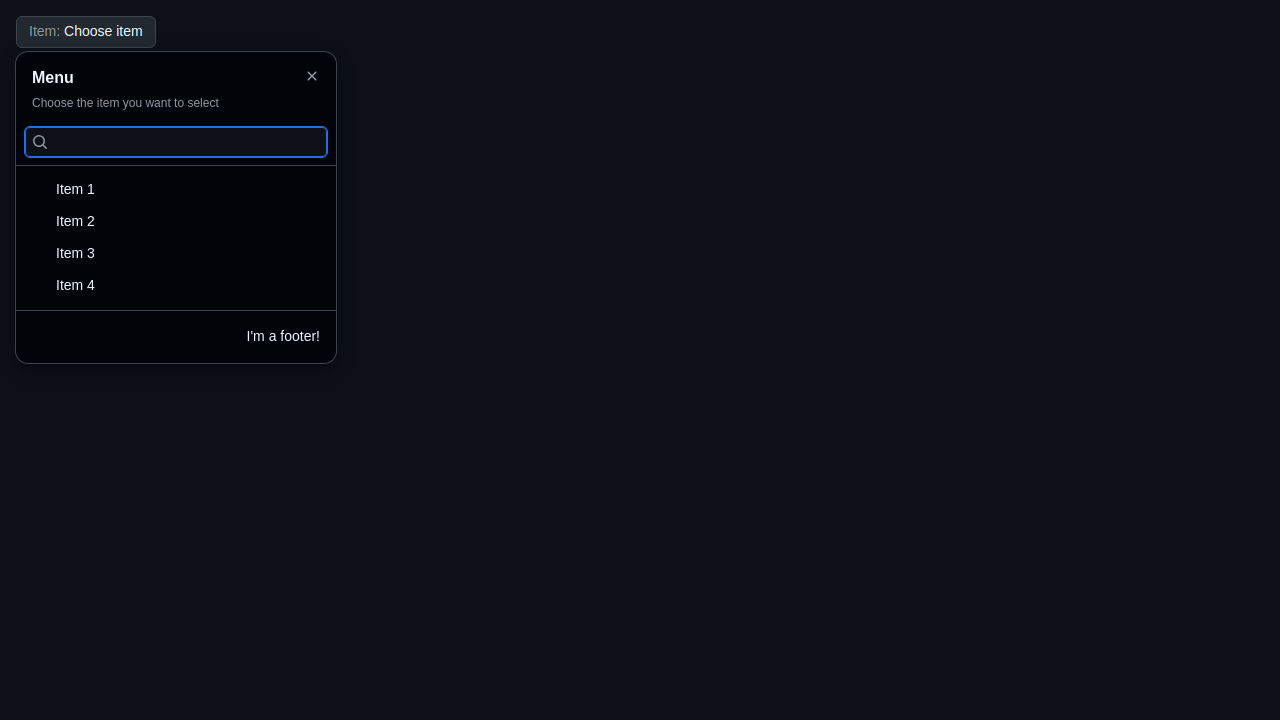 Item: Choose item
Menu
Choose the item you want to select
Item 1
Item 2
Item 3
Item 4
I'm a footer!